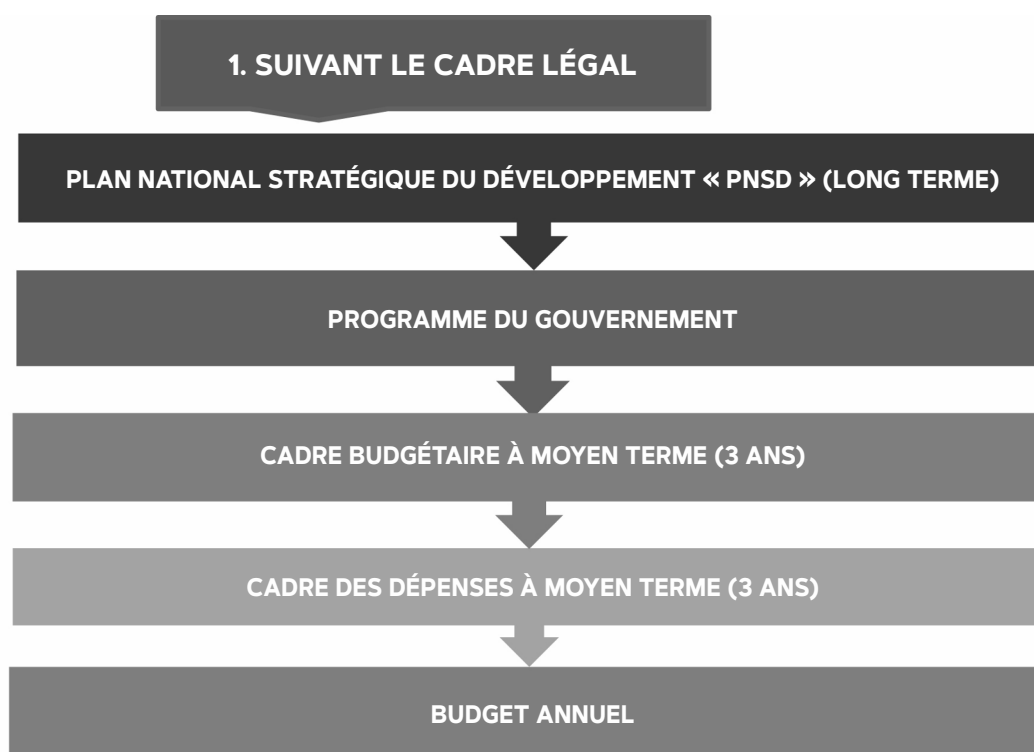 1. SUIVANT LE CADRE LÉGAL
PLAN NATIONAL STRATÉGIQUE DU DÉVELOPPEMENT « PNSD » (LONG TERME)
PROGRAMME DU GOUVERNEMENT
CADRE BUDGÉTAIRE À MOYEN TERME (3 ANS)
CADRE DES DÉPENSES À MOYEN TERME (3 ANS)
BUDGET ANNUEL